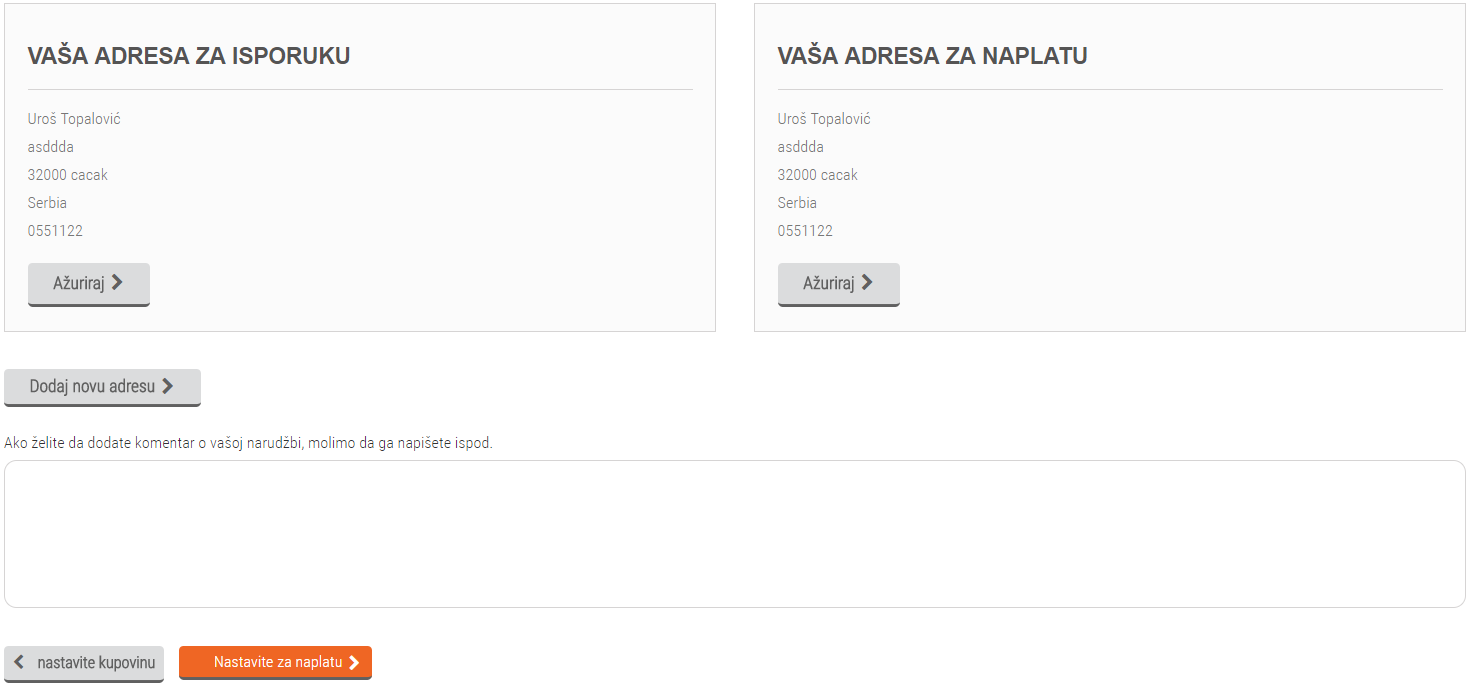 VAŠA ADRESA ZA ISPORUKU
Uroš Topalović
asddda
32000 cacak
Serbia
0551122
Ažuriraj
VAŠA ADRESA ZA NAPLATU
Uroš Topalović
asddda
32000 cacak
Serbia
0551122
Ažuriraj
Dodaj novu adresu
Ako želite da dodate komentar o vašoj narudžbi, molimo da ga napišete ispod.
nastavite kupovinu
Nastavite za naplatu